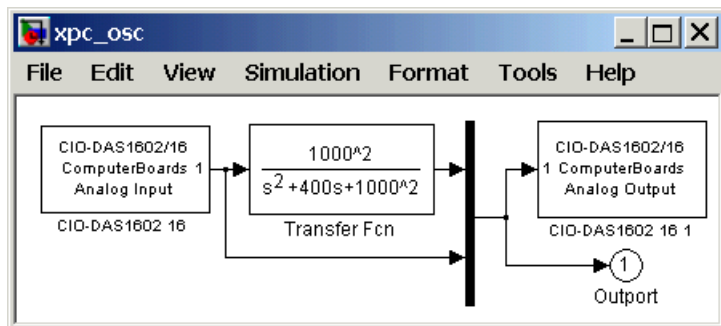 xpc_osc
File Edit View Simulation Format Tools Help
CIO-DAS1602/16
ComputerBoards 1
Analog Input
CIO-DAS1602 16
1000^2
s^2+400s+1000^2
Transfer Fcn
CIO-DAS1602/16
1 ComputerBoards
Analog Output
CIO-DAS1602 16 1
1
Outport